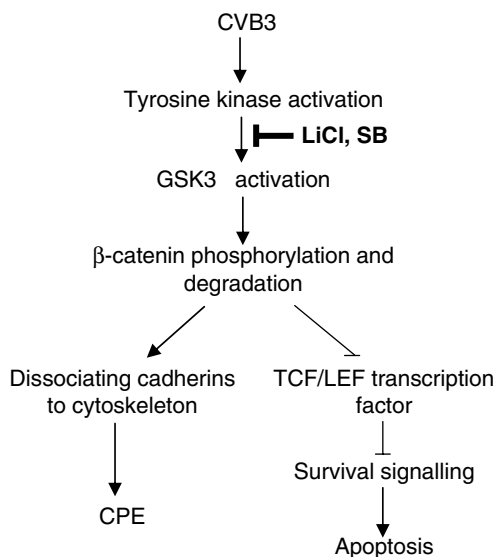 CVB3
Tyrosine kinase activation
LiCl, SB
GSK3 activation
β-catenin phosphorylation and
degradation
Dissociating cadherins
to cytoskeleton
TCF/LEF transcription
factor
Survival signalling
CPE
Apoptosis